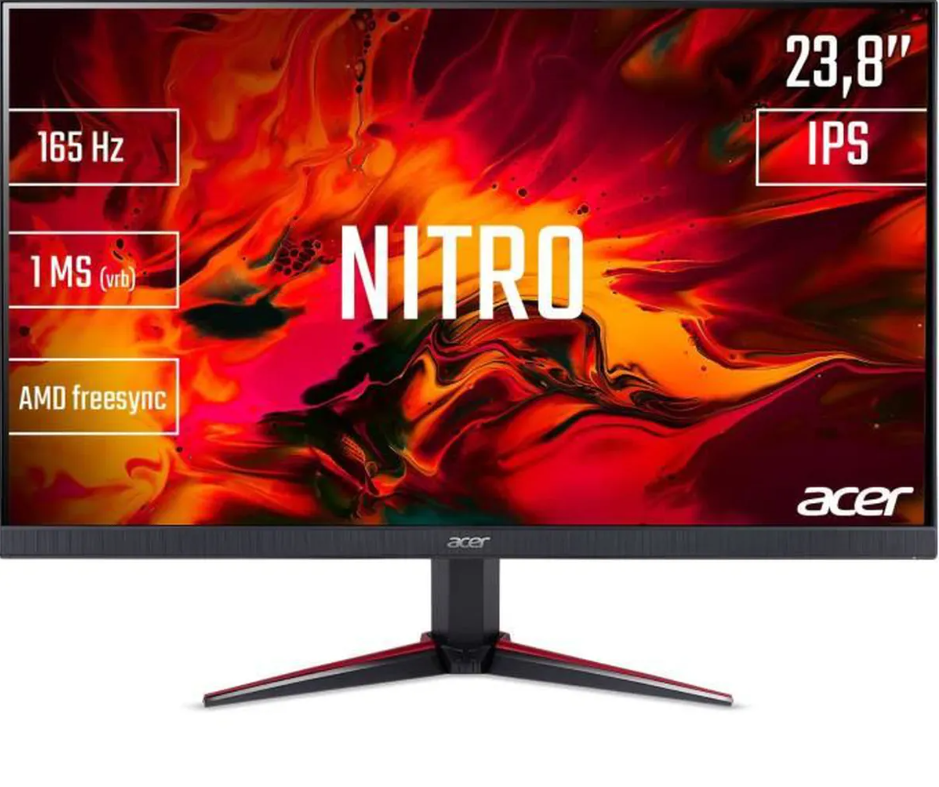 23,8″
165 Hz
IPS
1 MS (vrb)
NITRO
AMD freesync
acer
acer